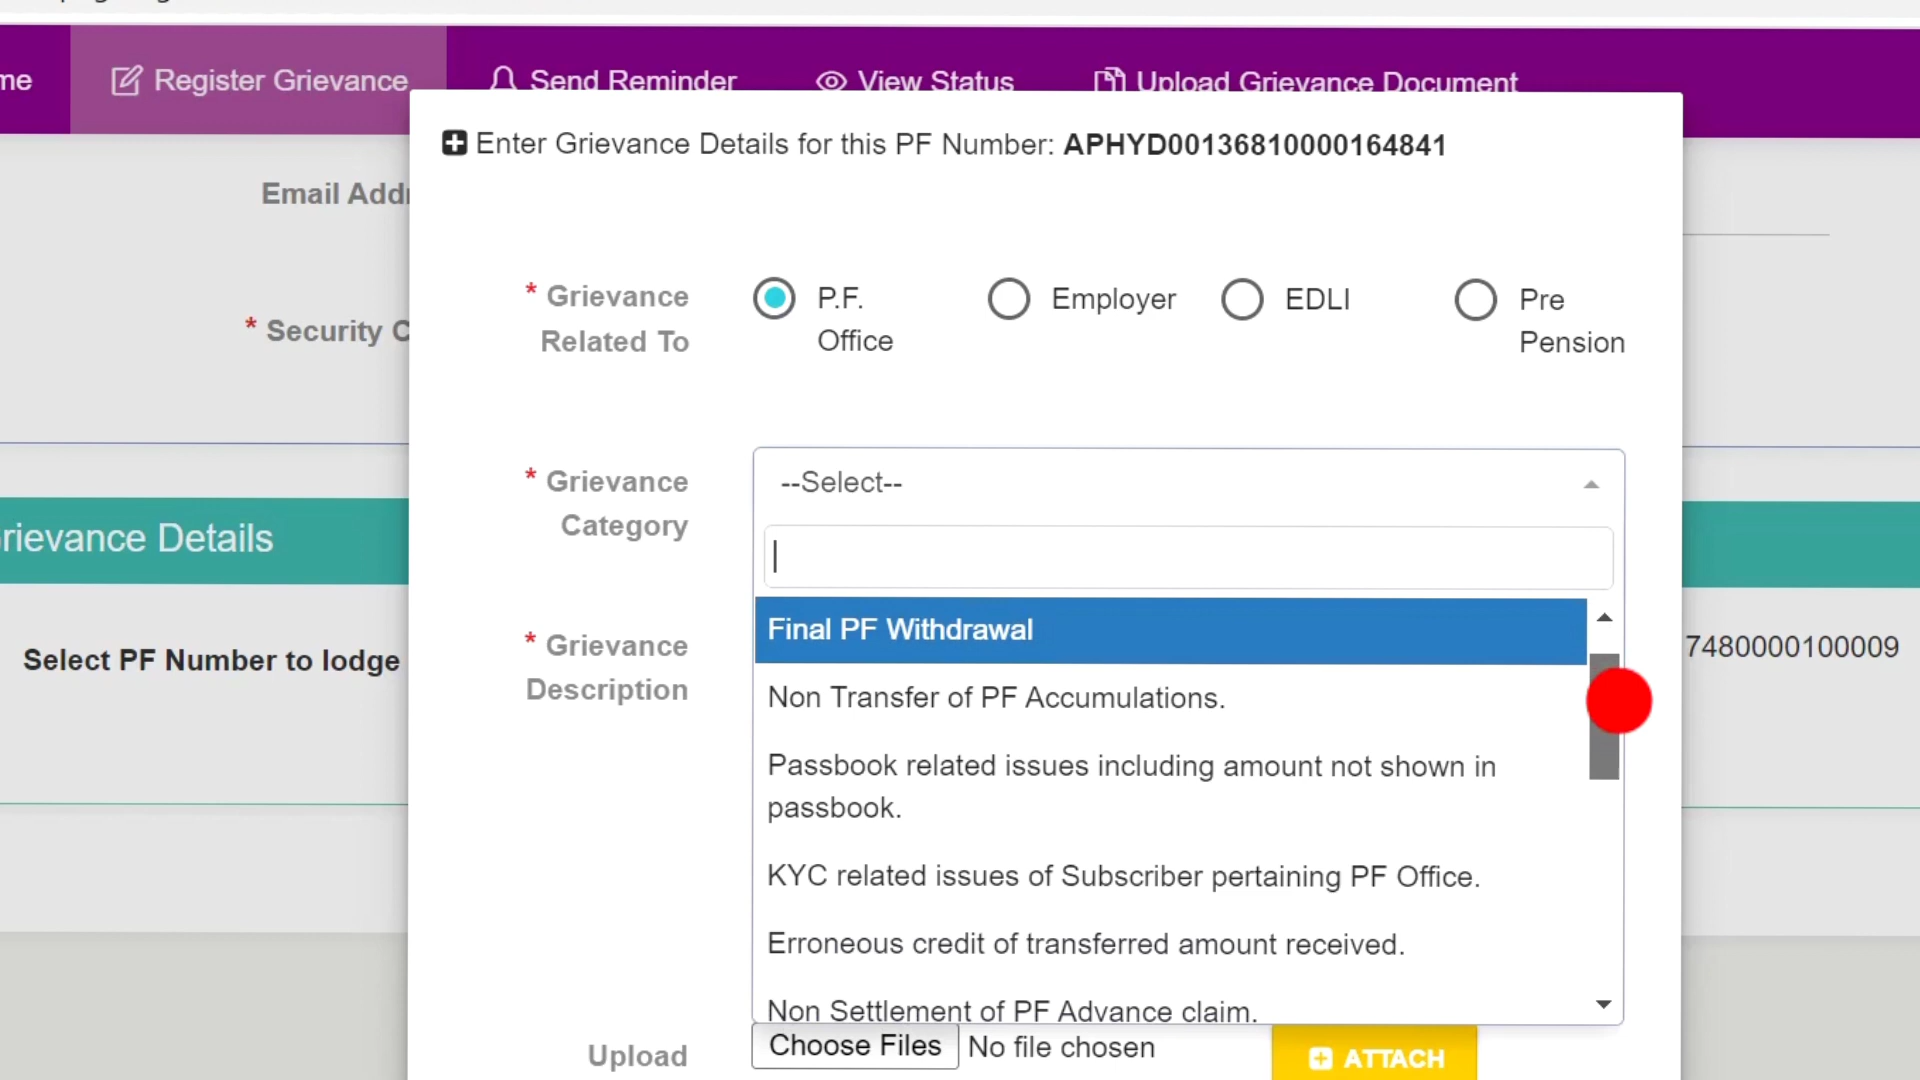 me
Register Grievance
Send Reminder
View Status
Upload Grievance Document
+ Enter Grievance Details for this PF Number: APHYD00136810000164841
Email Addr
* Grievance Related To
P.F. Office
Employer
EDLI
Pre Pension
* Security C
* Grievance Category
--Select--
rievance Details
Final PF Withdrawal
* Grievance Description
Select PF Number to lodge
7480000100009
Non Transfer of PF Accumulations.
Passbook related issues including amount not shown in
passbook.
KYC related issues of Subscriber pertaining PF Office.
Erroneous credit of transferred amount received.
Non Settlement of PF Advance claim.
Upload
Choose Files No file chosen
+ ATTACH